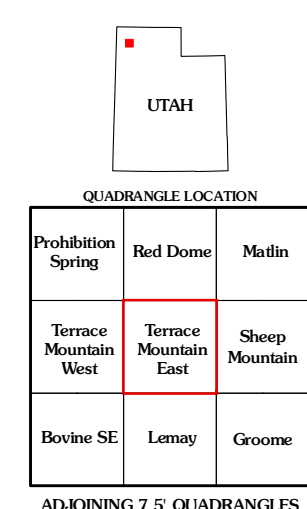 UTAH
QUADRANGLE LOCATION
Prohibition Spring
Red Dome
Matlin
Terrace Mountain West
Terrace Mountain East
Sheep Mountain
Bovine SE
Lemay
Groome
ADJOINING 7.5' QUADRANGLES